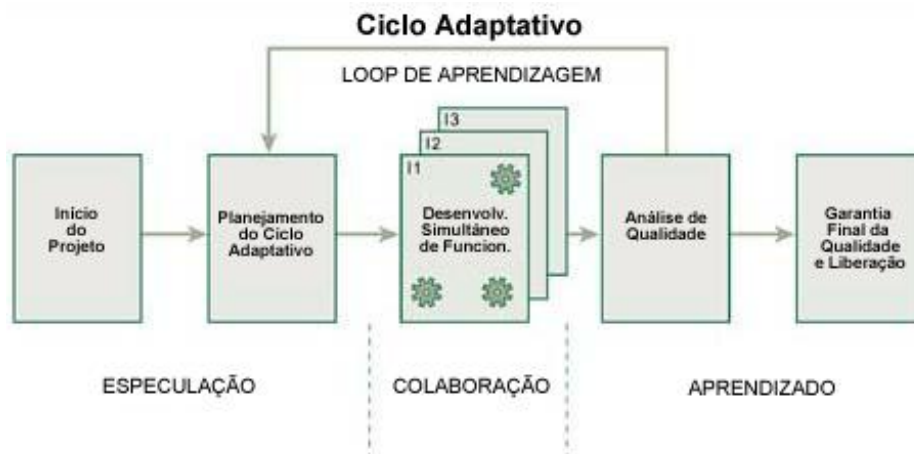 Ciclo Adaptativo
LOOP DE APRENDIZAGEM
Início
do
Projeto
Planejamento
do Ciclo
Adaptativo
I3
I2
I1
Desenvolv.
Simultâneo
de Funcion.
Análise de
Qualidade
Garantia
Final da
Qualidade
e Liberação
ESPECULAÇÃO
COLABORAÇÃO
APRENDIZADO